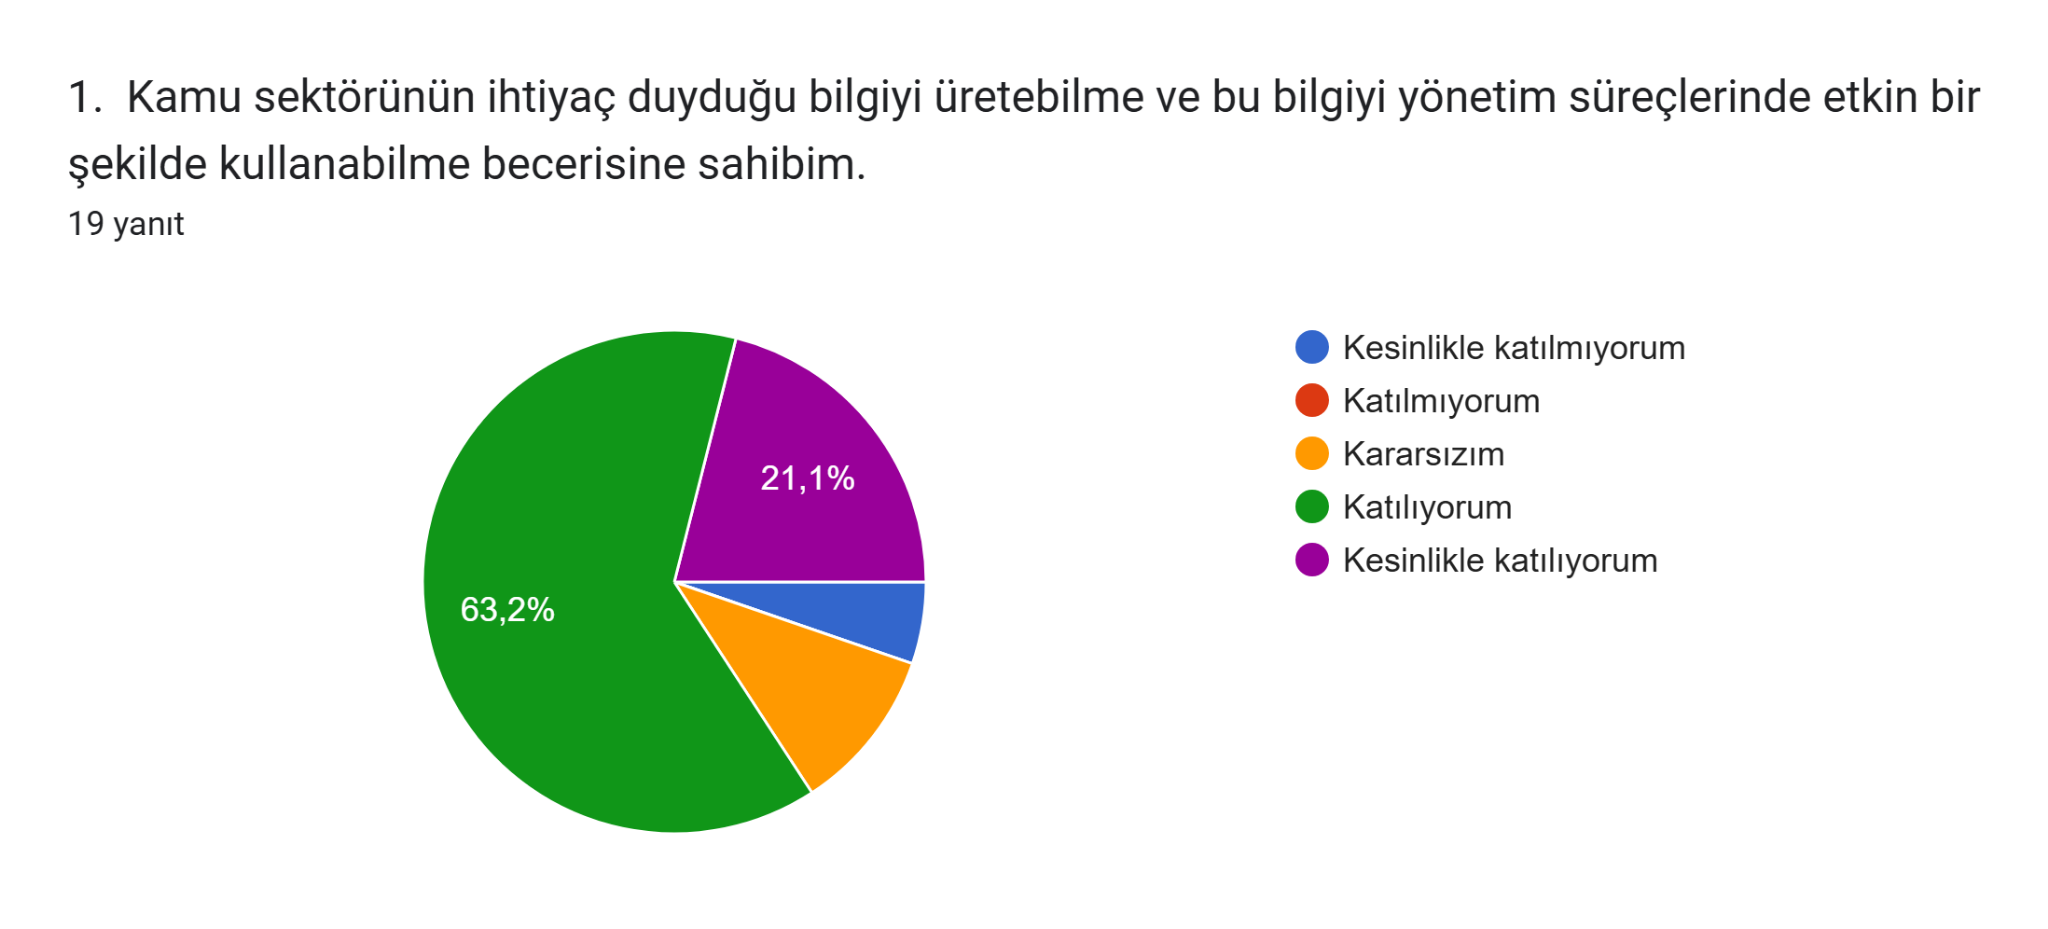 1. Kamu sektörünün ihtiyaç duyduğu bilgiyi üretebilme ve bu bilgiyi yönetim süreçlerinde etkin bir
şekilde kullanabilme becerisine sahibim.
19 yanıt
21,1%
63,2%
Kesinlikle katılmıyorum
Katılmıyorum
Kararsızım
Katılıyorum
Kesinlikle katılıyorum